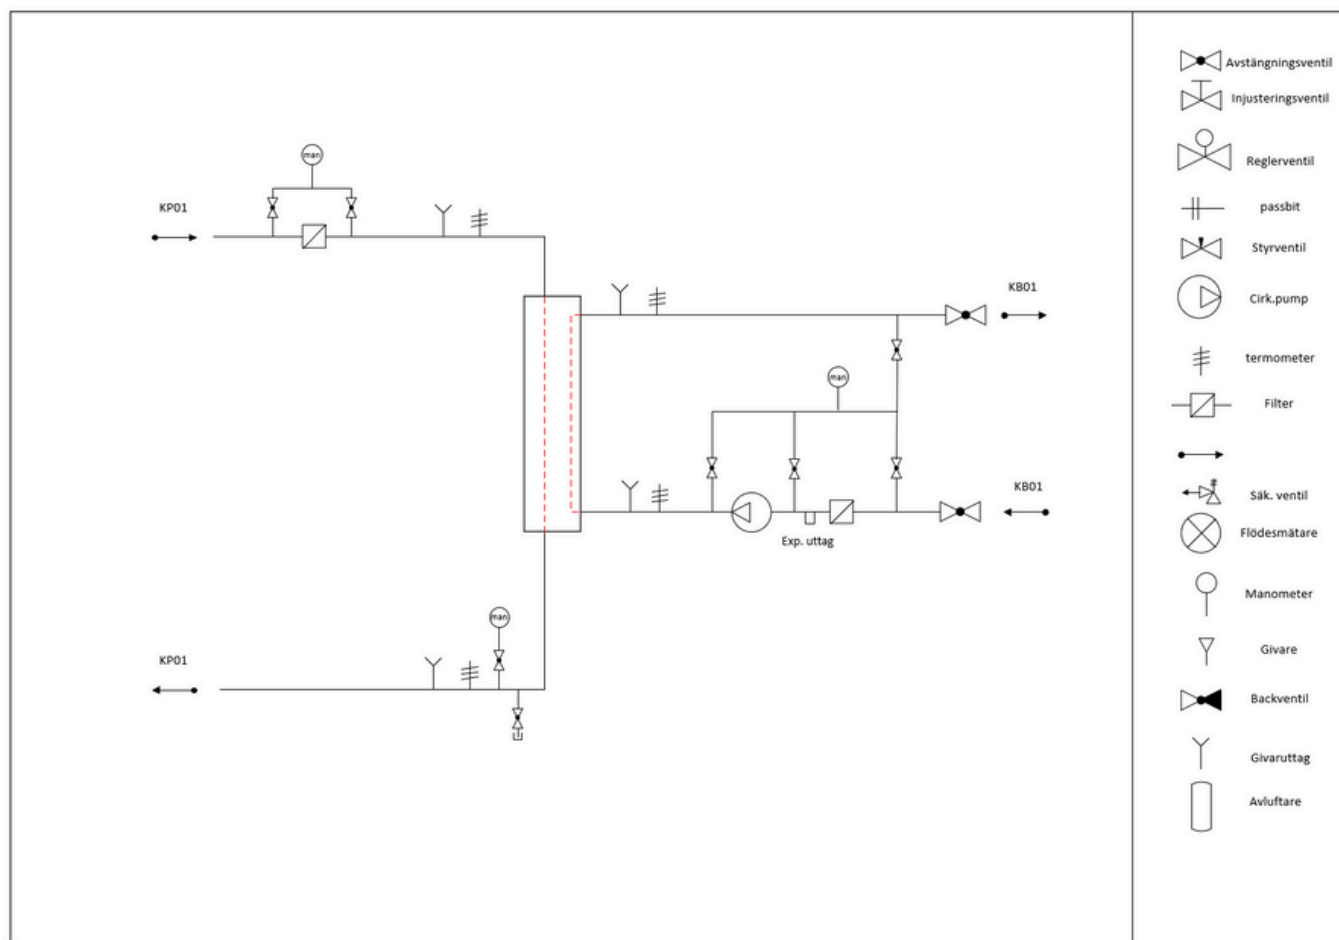 man
KP01
KB01
man
KB01
Exp. uttag
man
KP01
Avstängningsventil
Injusteringsventil
Reglerventil
passbit
Styrventil
Cirk.pump
termometer
Filter
Säk. ventil
Flödesmätare
Manometer
Givare
Backventil
Givaruttag
Avluftare